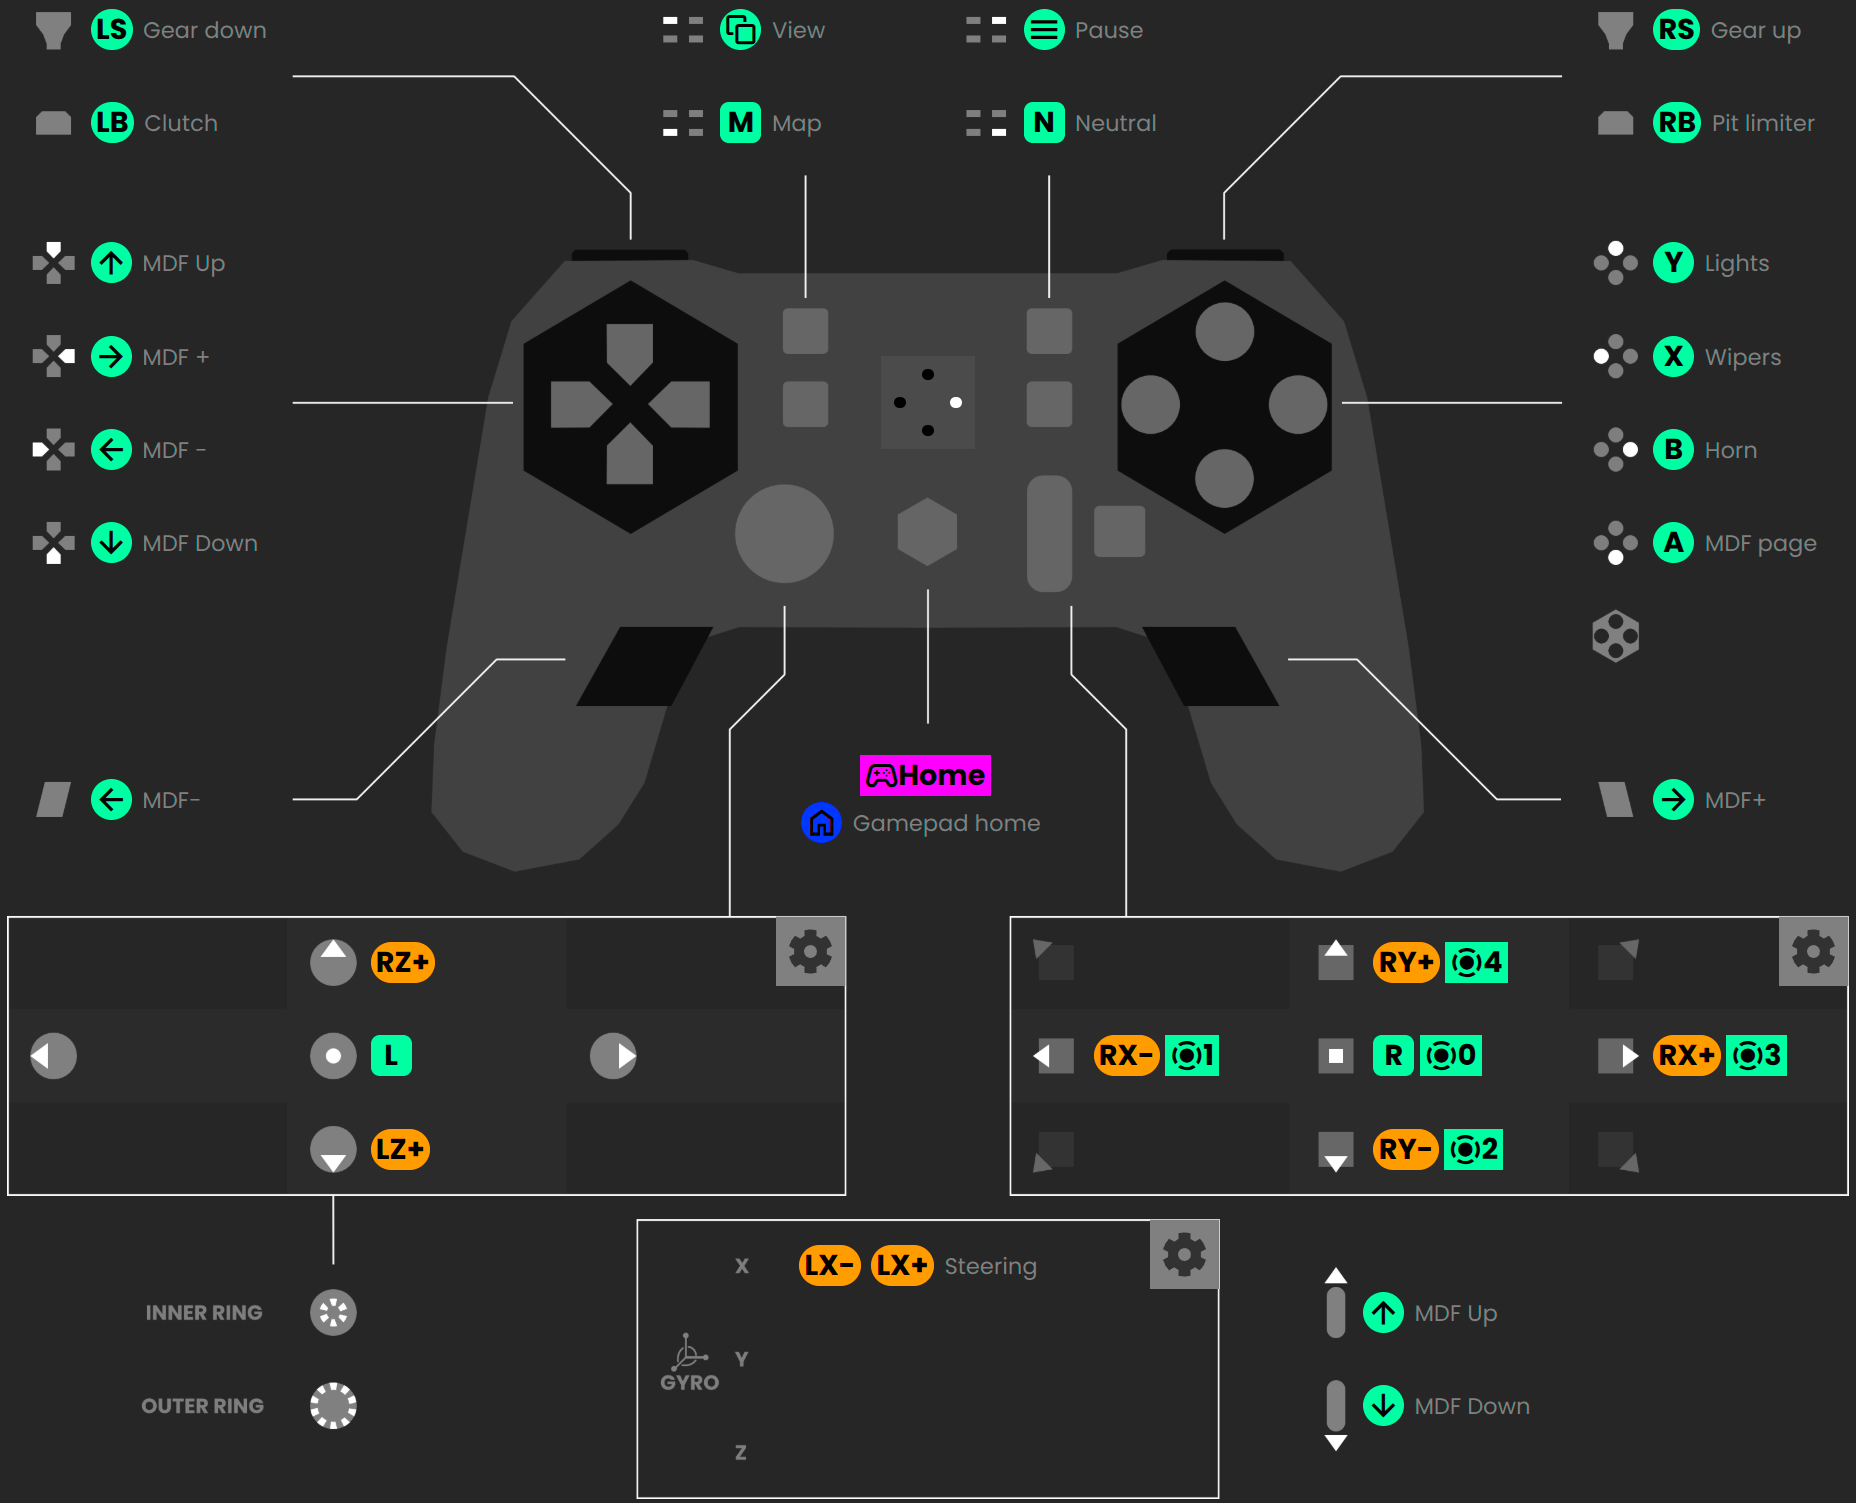 LS Gear down
View
Pause
RS Gear up
LB Clutch
M Map
N Neutral
RB Pit limiter
MDF Up
Y Lights
MDF +
X Wipers
MDF -
B Horn
MDF Down
A MDF page
Home
MDF-
Gamepad home
MDF+
RZ+
RY+ 4
L
RX- 1
R 0
RX+ 3
LZ+
RY- 2
X LX- LX+ Steering
INNER RING
MDF Up
Y
GYRO
OUTER RING
MDF Down
Z